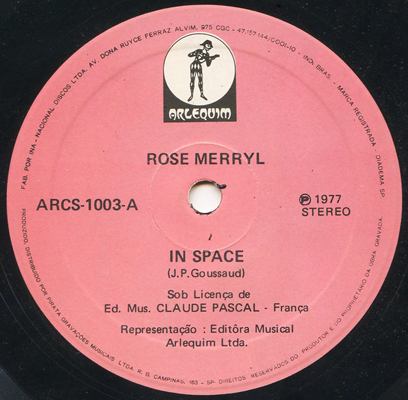 FAB. POR INA - NACIONAL DISCOS LTDA. AV. DONA RUYCE FERRAZ ALVIM, 975 CGC - 47.157.144/0001-10 - IND. BRAS. - MARCA REGISTRADA - DIADEMA SP
ARLEQUIM
ROSE MERRYL
ARCS-1003-A
℗ 1977
STEREO
IN SPACE
(J.P.Goussaud)
Sob Licença de
Ed. Mus. CLAUDE PASCAL - França
Representação : Editôra Musical
Arlequim Ltda.
PRODUZIDO, DISTRIBUIDO POR PIRATA GRAVAÇÕES MUSICAIS LTDA. R. B. CAMPINAS, 163 - SP - DIREITOS RESERVADOS DO PRODUTOR E DO PROPRIETARIO DA OBRA GRAVADA.